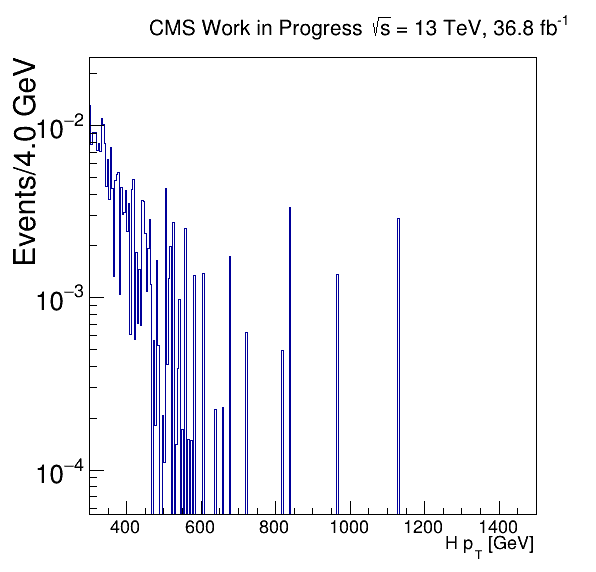 CMS Work in Progress √s = 13 TeV, 36.8 fb⁻¹
Events/4.0 GeV
10⁻²
10⁻³
10⁻⁴
400 600 800 1000 1200 1400
H p_T [GeV]